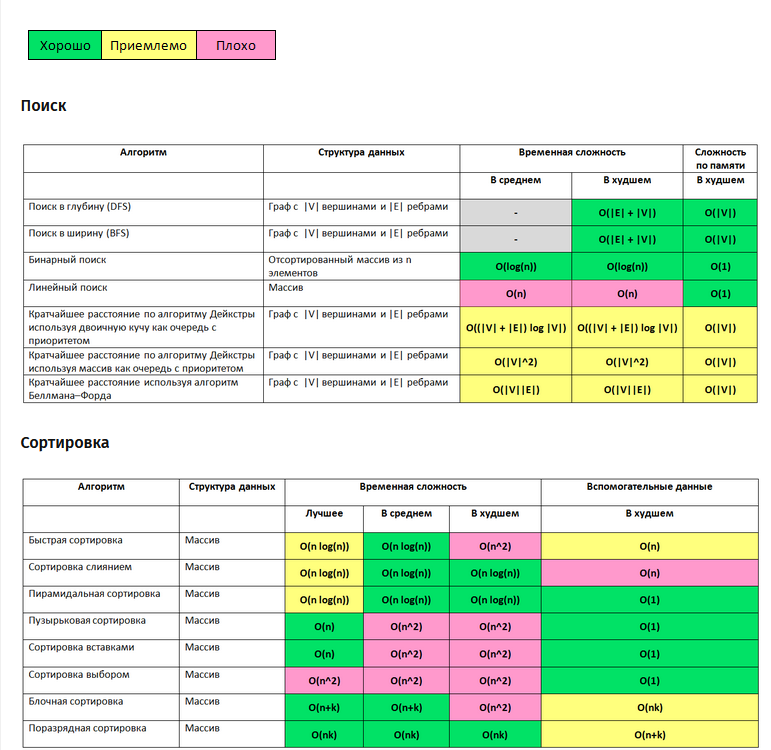 Хорошо Приемлемо Плохо
Поиск
Алгоритм Структура данных Временная сложность Сложность по памяти
В среднем В худшем В худшем
Поиск в глубину (DFS) Граф с |V| вершинами и |E| ребрами - O(|E| + |V|) O(|V|)
Поиск в ширину (BFS) Граф с |V| вершинами и |E| ребрами - O(|E| + |V|) O(|V|)
Бинарный поиск Отсортированный массив из n элементов O(log(n)) O(log(n)) O(1)
Линейный поиск Массив O(n) O(n) O(1)
Кратчайшее расстояние по алгоритму Дейкстры используя двоичную кучу как очередь с приоритетом Граф с |V| вершинами и |E| ребрами O((|V| + |E|) log |V|) O((|V| + |E|) log |V|) O(|V|)
Кратчайшее расстояние по алгоритму Дейкстры используя массив как очередь с приоритетом Граф с |V| вершинами и |E| ребрами O(|V|^2) O(|V|^2) O(|V|)
Кратчайшее расстояние используя алгоритм Беллмана–Форда Граф с |V| вершинами и |E| ребрами O(|V||E|) O(|V||E|) O(|V|)
Сортировка
Алгоритм Структура данных Временная сложность Вспомогательные данные
Лучшее В среднем В худшем В худшем
Быстрая сортировка Массив O(n log(n)) O(n log(n)) O(n^2) O(n)
Сортировка слиянием Массив O(n log(n)) O(n log(n)) O(n log(n)) O(n)
Пирамидальная сортировка Массив O(n log(n)) O(n log(n)) O(n log(n)) O(1)
Пузырьковая сортировка Массив O(n) O(n^2) O(n^2) O(1)
Сортировка вставками Массив O(n) O(n^2) O(n^2) O(1)
Сортировка выбором Массив O(n^2) O(n^2) O(n^2) O(1)
Блочная сортировка Массив O(n+k) O(n+k) O(n^2) O(nk)
Поразрядная сортировка Массив O(nk) O(nk) O(nk) O(n+k)